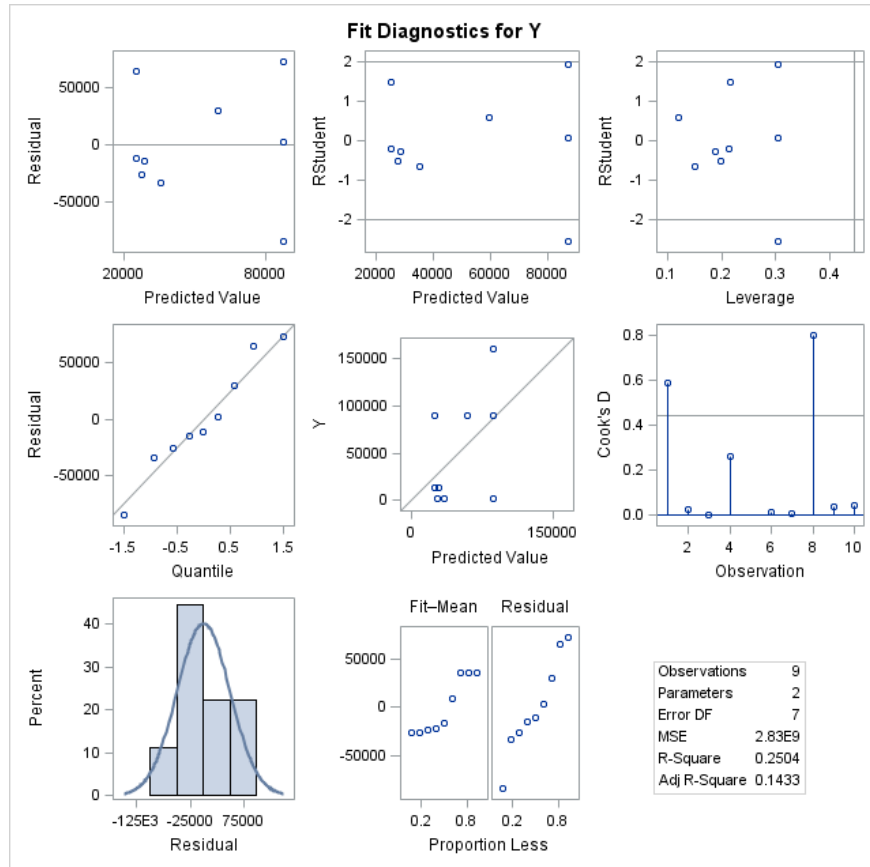 Fit Diagnostics for Y
Residual
50000
0
-50000
20000 80000
Predicted Value
RStudent
2
1
0
-1
-2
20000 40000 60000 80000
Predicted Value
RStudent
2
1
0
-1
-2
0.1 0.2 0.3 0.4
Leverage
Residual
50000
0
-50000
-1.5 -0.5 0.5 1.5
Quantile
Y
150000
100000
50000
0
0 150000
Predicted Value
Cook's D
0.8
0.6
0.4
0.2
0.0
2 4 6 8 10
Observation
Percent
40
30
20
10
0
-125E3 -25000 75000
Residual
Fit–Mean Residual
50000
0
-50000
0.2 0.8 0.2 0.8
Proportion Less
Observations 9
Parameters 2
Error DF 7
MSE 2.83E9
R-Square 0.2504
Adj R-Square 0.1433